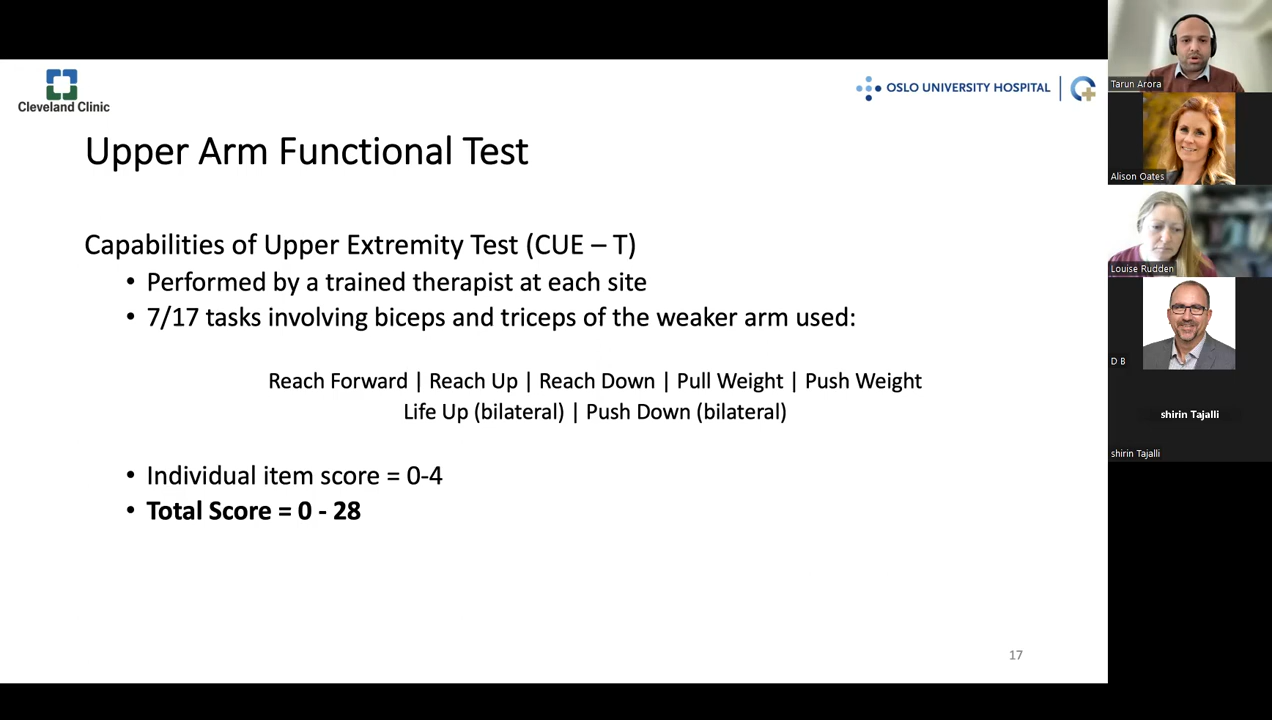 Cleveland Clinic
OSLO UNIVERSITY HOSPITAL
Upper Arm Functional Test
Capabilities of Upper Extremity Test (CUE – T)
• Performed by a trained therapist at each site
• 7/17 tasks involving biceps and triceps of the weaker arm used:
Reach Forward | Reach Up | Reach Down | Pull Weight | Push Weight
Life Up (bilateral) | Push Down (bilateral)
• Individual item score = 0-4
• Total Score = 0 - 28
17
Tarun Arora
Alison Oates
Louise Rudden
D B
shirin Tajalli
shirin Tajalli